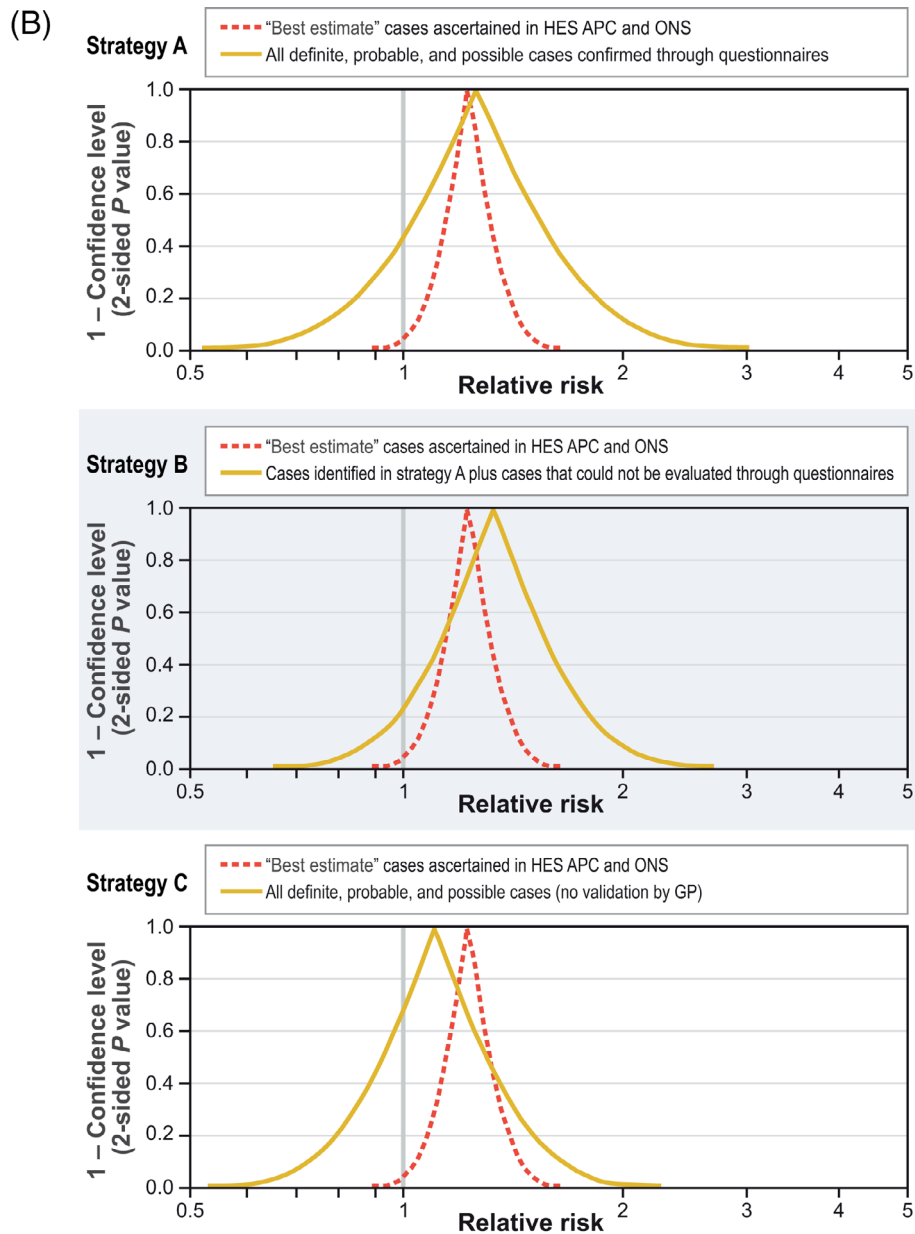 (B)
Strategy A
“Best estimate” cases ascertained in HES APC and ONS
All definite, probable, and possible cases confirmed through questionnaires
1 – Confidence level
(2-sided P value)
1.0
0.8
0.6
0.4
0.2
0.0
0.5
1
2
3
5
Relative risk
Strategy B
“Best estimate” cases ascertained in HES APC and ONS
Cases identified in strategy A plus cases that could not be evaluated through questionnaires
1 – Confidence level
(2-sided P value)
1.0
0.8
0.6
0.4
0.2
0.0
0.5
1
2
3
5
Relative risk
Strategy C
“Best estimate” cases ascertained in HES APC and ONS
All definite, probable, and possible cases (no validation by GP)
1 – Confidence level
(2-sided P value)
1.0
0.8
0.6
0.4
0.2
0.0
0.5
1
2
3
5
Relative risk